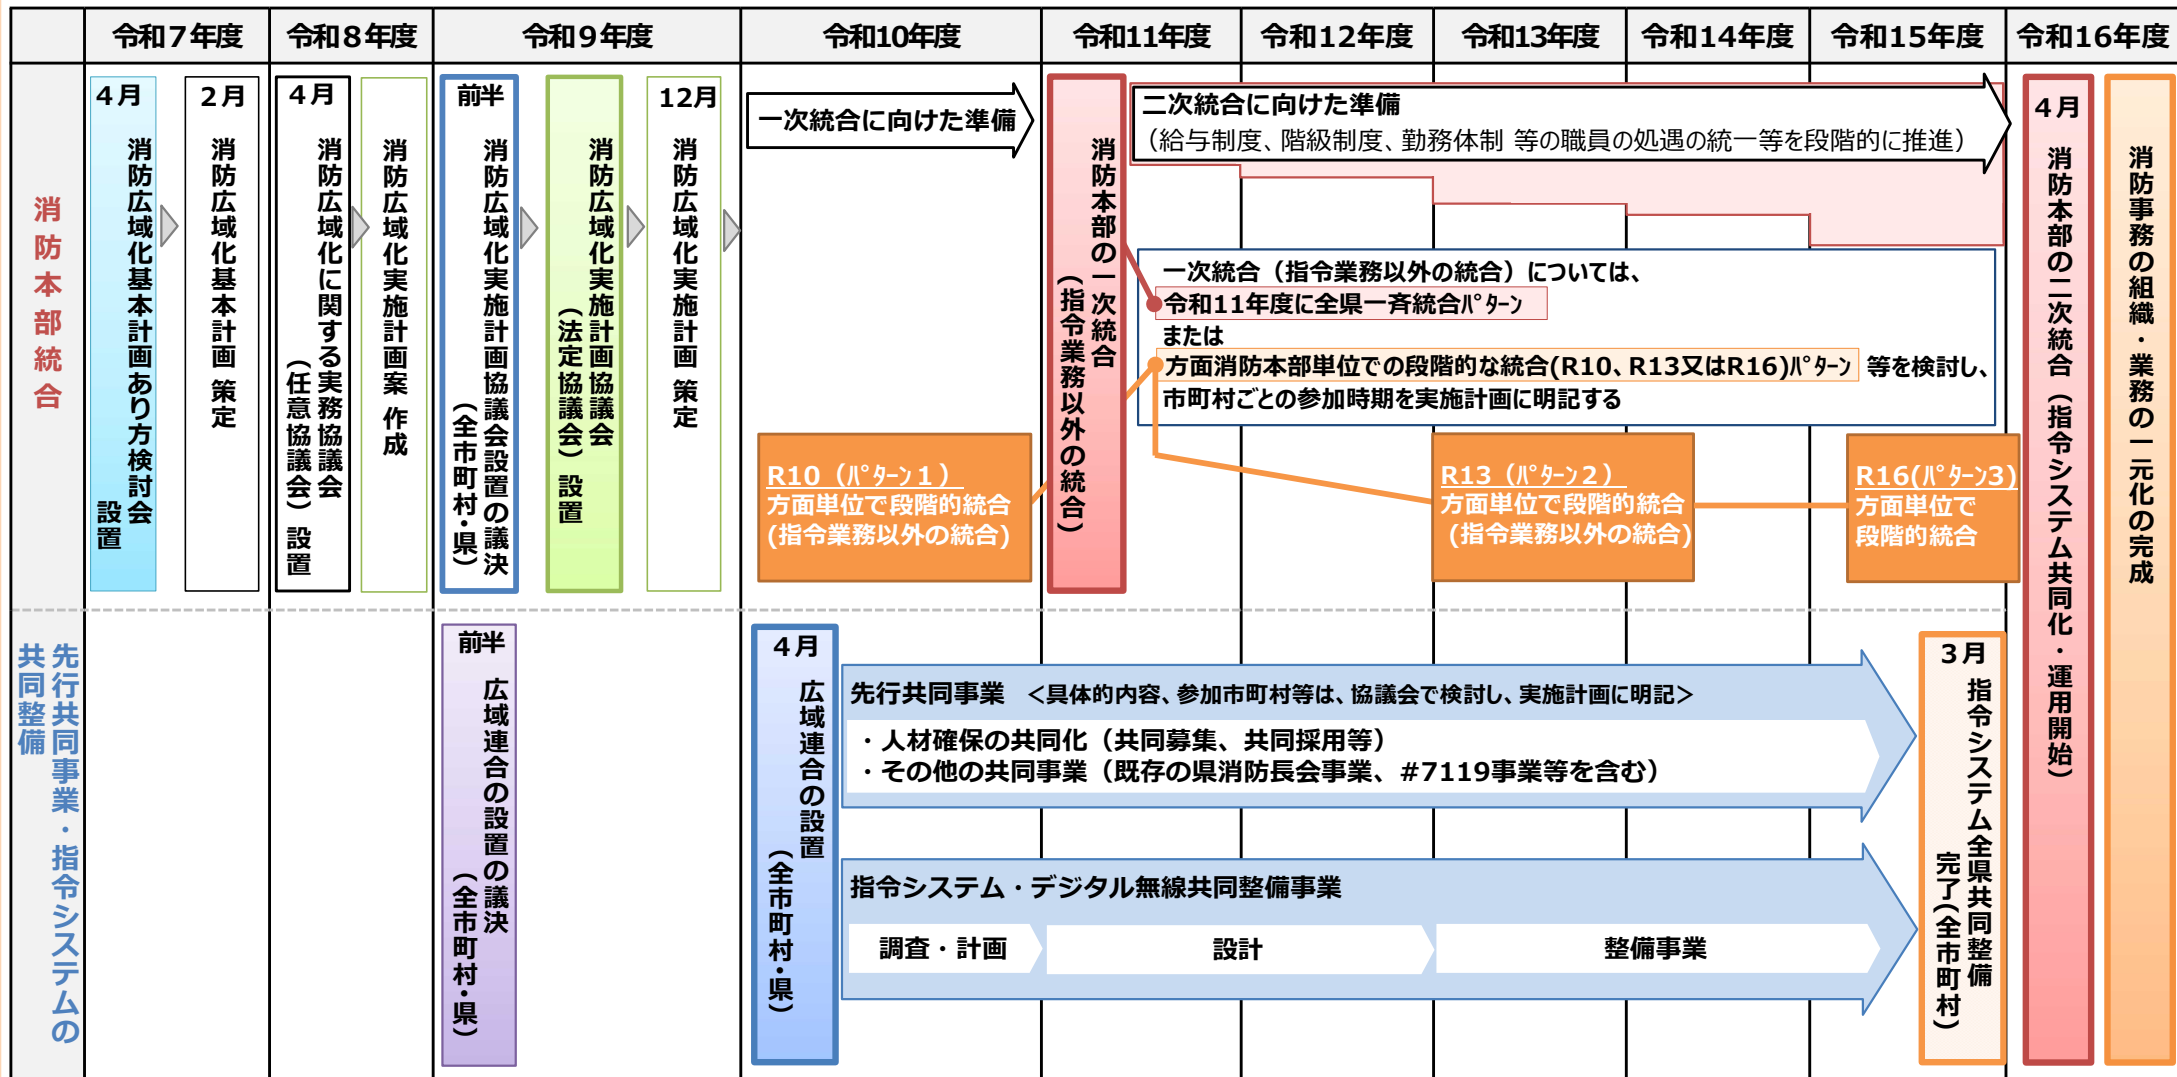 令和７年度
令和８年度
令和９年度
令和10年度
令和11年度
令和12年度
令和13年度
令和14年度
令和15年度
令和16年度
消防本部統合
４月
消防広域化基本計画あり方検討会
設置
２月
消防広域化基本計画 策定
４月
消防広域化に関する実務協議会
（任意協議会）設置
消防広域化実施計画案 作成
前半
消防広域化実施計画協議会設置の議決
（全市町村・県）
消防広域化実施計画協議会
（法定協議会）設置
12月
消防広域化実施計画 策定
一次統合に向けた準備
消防本部の一次統合
（指令業務以外の統合）
二次統合に向けた準備
（給与制度、階級制度、勤務体制 等の職員の処遇の統一等を段階的に推進）
一次統合（指令業務以外の統合）については、
令和11年度に全県一斉統合ﾊﾟﾀｰﾝ
または
方面消防本部単位での段階的な統合(R10、R13又はR16)ﾊﾟﾀｰﾝ 等を検討し、
市町村ごとの参加時期を実施計画に明記する
R10（ﾊﾟﾀｰﾝ１）
方面単位で段階的統合
(指令業務以外の統合)
R13（ﾊﾟﾀｰﾝ２）
方面単位で段階的統合
(指令業務以外の統合)
R16(ﾊﾟﾀｰﾝ3)
方面単位で
段階的統合
４月
消防本部の二次統合（指令システム共同化・運用開始）
消防事務の組織・業務の一元化の完成
先行共同事業・指令システムの
共同整備
前半
広域連合の設置の議決
（全市町村・県）
４月
広域連合の設置
（全市町村・県）
先行共同事業 ＜具体的内容、参加市町村等は、協議会で検討し、実施計画に明記＞
・人材確保の共同化（共同募集、共同採用等）
・その他の共同事業（既存の県消防長会事業、#7119事業等を含む）
指令システム・デジタル無線共同整備事業
調査・計画
設計
整備事業
３月
指令システム全県共同整備
完了(全市町村)